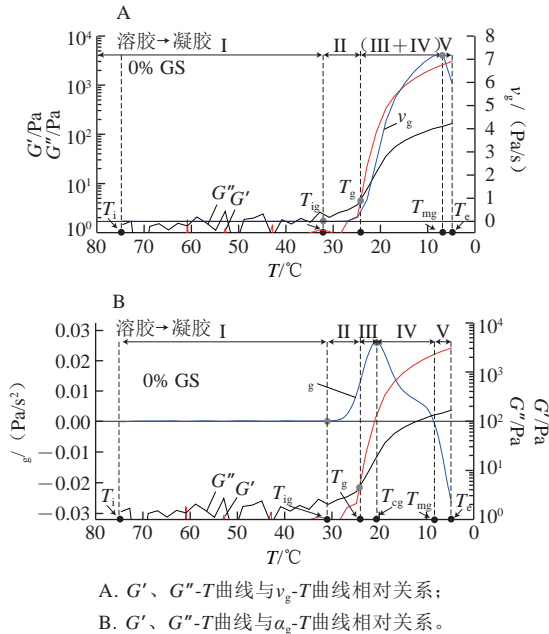 A
溶胶→凝胶 I II (III+IV) V
0% GS
G′/Pa
G″/Pa
10⁴
10³
10²
10¹
10⁰
v_g/（Pa/s）
8
7
6
5
4
3
2
1
0
v_g
G″ G′
T_i T_ig T_g T_mg T_e
80 70 60 50 40 30 20 10 0
T/℃
B
溶胶→凝胶 I II III IV V
0% GS
g/（Pa/s²）
0.03
0.02
0.01
0.00
−0.01
−0.02
−0.03
G′/Pa
G″/Pa
10⁴
10³
10²
10¹
10⁰
g
G″ G′
T_i T_ig T_g T_cg T_mg T_e
80 70 60 50 40 30 20 10 0
T/℃
A. G′、G″-T曲线与v_g-T曲线相对关系；
B. G′、G″-T曲线与α_g-T曲线相对关系。